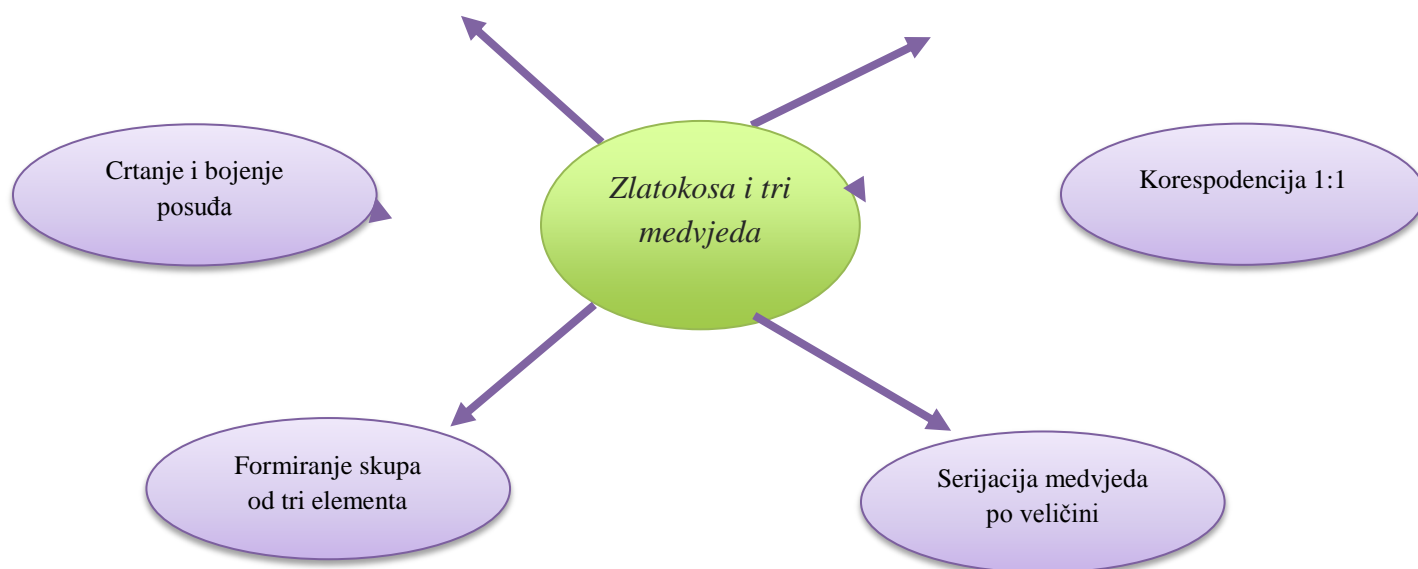 Crtanje i bojenje
posuđa
Zlatokosa i tri
medvjeda
Korespodencija 1:1
Formiranje skupa
od tri elementa
Serijacija medvjeda
po veličini